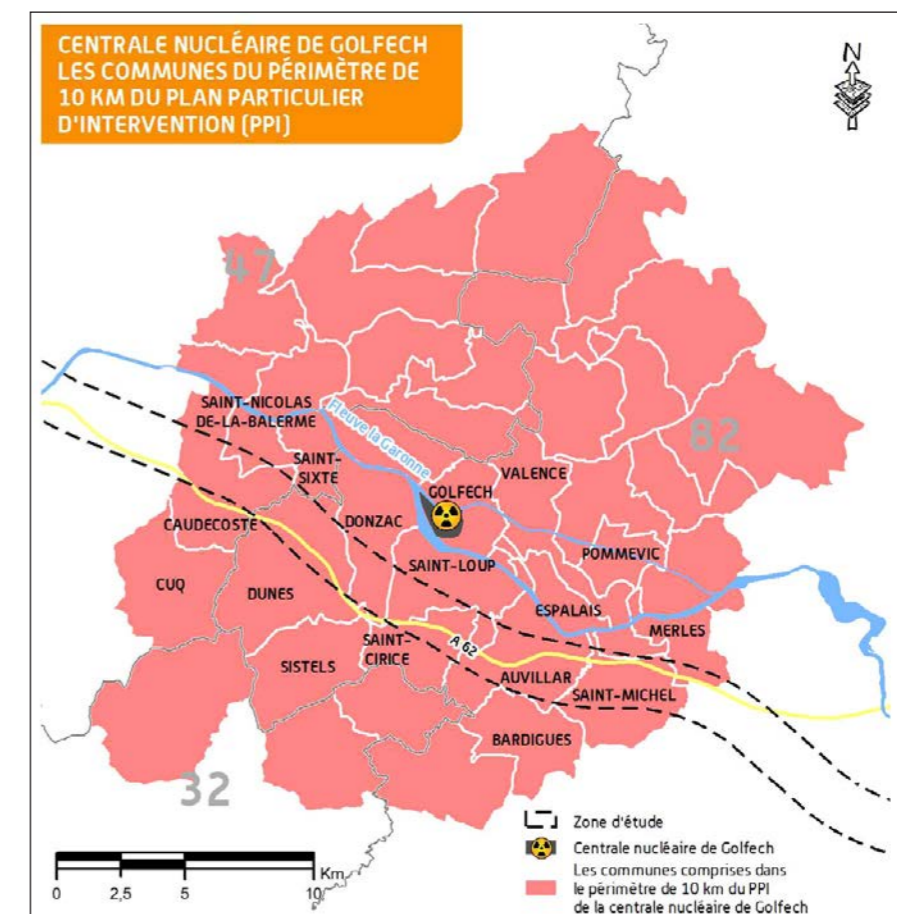 CENTRALE NUCLÉAIRE DE GOLFECH
LES COMMUNES DU PÉRIMÈTRE DE
10 KM DU PLAN PARTICULIER
D'INTERVENTION (PPI)
N
47
82
SAINT-NICOLAS
DE-LA-BALERME
Fleuve la Garonne
SAINT-
SIXTE
VALENCE
GOLFECH
CAUDECOSTE
DONZAC
POMMEVIC
SAINT-LOUP
CUQ
DUNES
ESPALAIS
MERLES
SAINT-
CIRICE
A 62
SISTELS
AUVILLAR
SAINT-MICHEL
BARDIGUES
32
Zone d'étude
Centrale nucléaire de Golfech
Les communes comprises dans
le périmètre de 10 km du PPI
de la centrale nucléaire de Golfech
Km
0 2,5 5 10